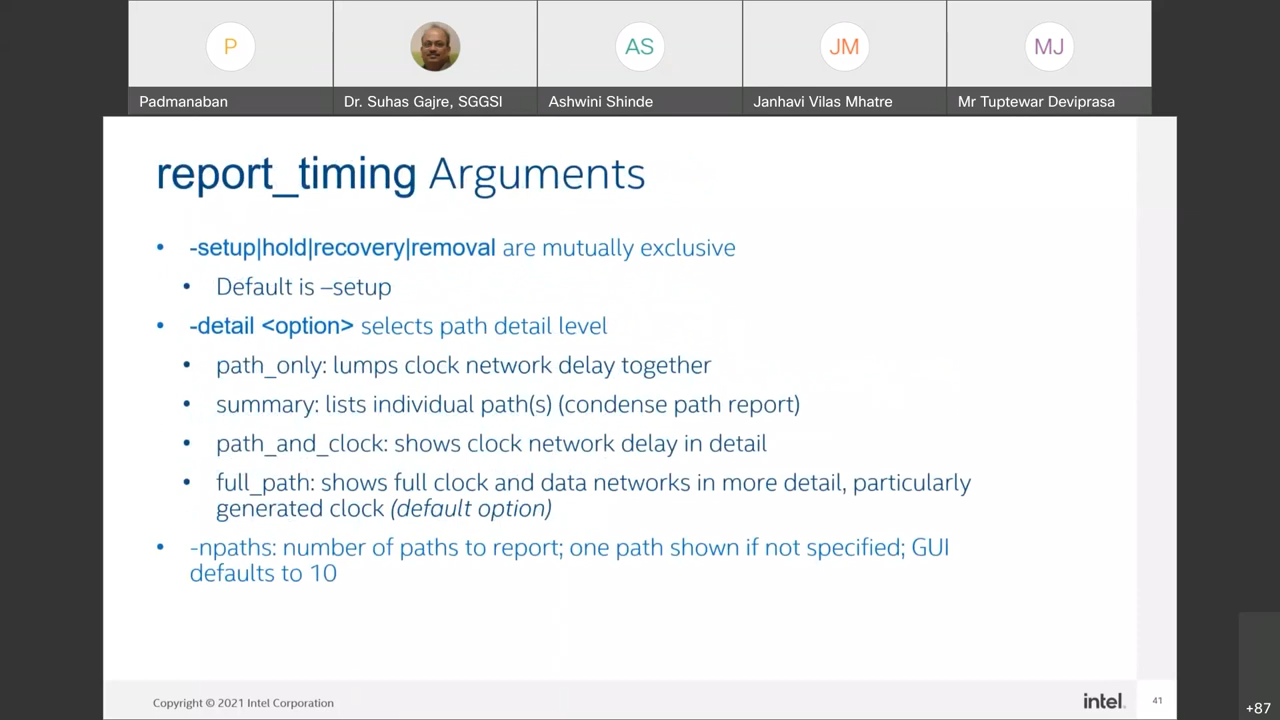 P
AS
JM
MJ
Padmanaban
Dr. Suhas Gajre, SGGSI
Ashwini Shinde
Janhavi Vilas Mhatre
Mr Tuptewar Deviprasa
report_timing Arguments
• -setup|hold|recovery|removal are mutually exclusive
• Default is –setup
• -detail <option> selects path detail level
• path_only: lumps clock network delay together
• summary: lists individual path(s) (condense path report)
• path_and_clock: shows clock network delay in detail
• full_path: shows full clock and data networks in more detail, particularly
generated clock (default option)
• -npaths: number of paths to report; one path shown if not specified; GUI
defaults to 10
Copyright © 2021 Intel Corporation
intel.
41
+87